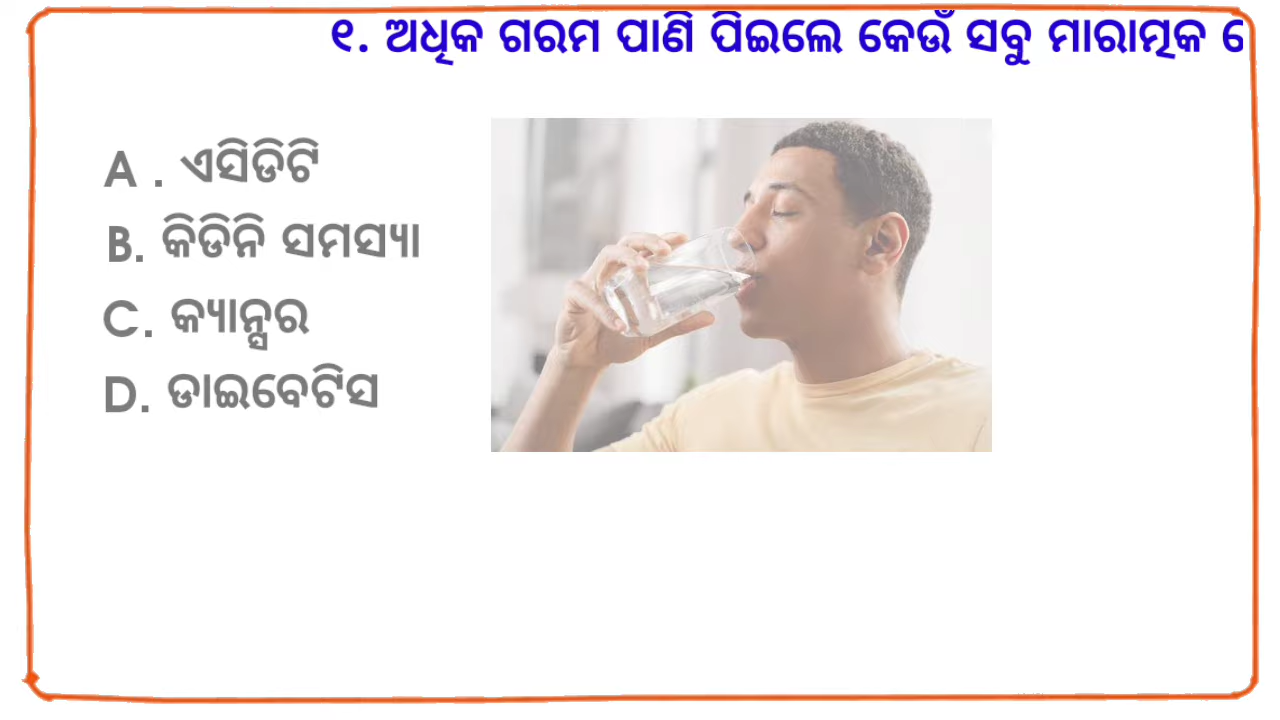 ୧. ଅଧିକ ଗରମ ପାଣି ପିଇଲେ କେଉଁ ସବୁ ମାରାତ୍ମକ
A . ଏସିଡିଟି
B. କିଡିନି ସମସ୍ୟା
C. କ୍ୟାନ୍ସର
D. ଡାଇବେଟିସ